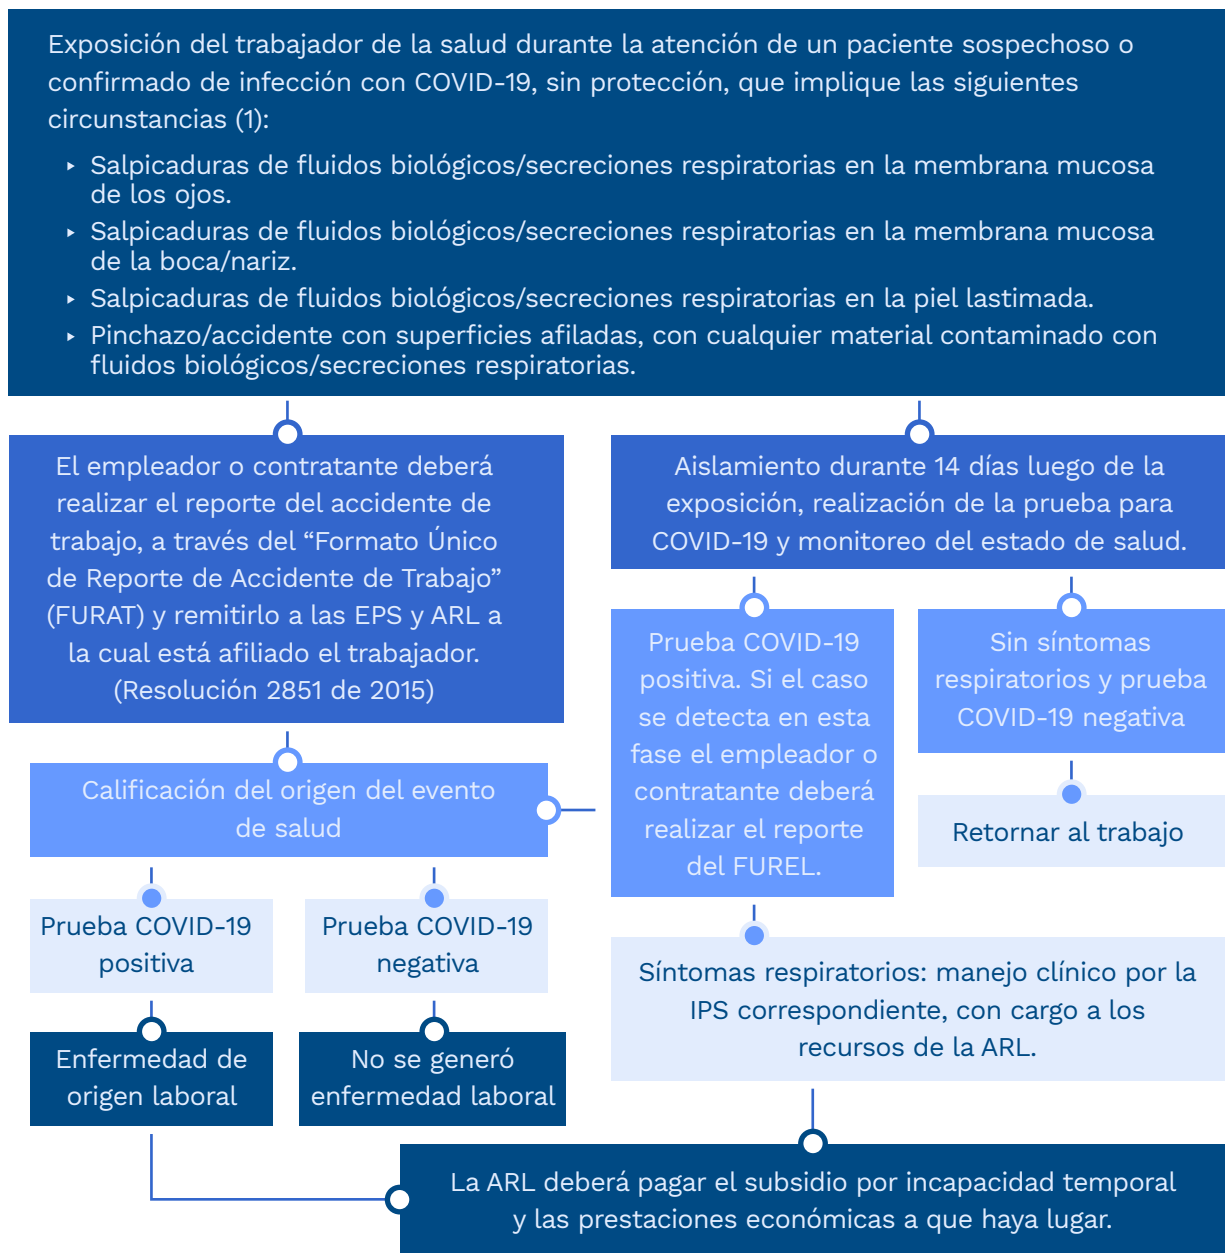 Exposición del trabajador de la salud durante la atención de un paciente sospechoso o
confirmado de infección con COVID-19, sin protección, que implique las siguientes
circunstancias (1):
‣ Salpicaduras de fluidos biológicos/secreciones respiratorias en la membrana mucosa
de los ojos.
‣ Salpicaduras de fluidos biológicos/secreciones respiratorias en la membrana mucosa
de la boca/nariz.
‣ Salpicaduras de fluidos biológicos/secreciones respiratorias en la piel lastimada.
‣ Pinchazo/accidente con superficies afiladas, con cualquier material contaminado con
fluidos biológicos/secreciones respiratorias.
El empleador o contratante deberá
realizar el reporte del accidente de
trabajo, a través del “Formato Único
de Reporte de Accidente de Trabajo”
(FURAT) y remitirlo a las EPS y ARL a
la cual está afiliado el trabajador.
(Resolución 2851 de 2015)
Aislamiento durante 14 días luego de la
exposición, realización de la prueba para
COVID-19 y monitoreo del estado de salud.
Prueba COVID-19
positiva. Si el caso
se detecta en esta
fase el empleador o
contratante deberá
realizar el reporte
del FUREL.
Sin síntomas
respiratorios y prueba
COVID-19 negativa
Retornar al trabajo
Calificación del origen del evento
de salud
Prueba COVID-19
positiva
Prueba COVID-19
negativa
Síntomas respiratorios: manejo clínico por la
IPS correspondiente, con cargo a los
recursos de la ARL.
Enfermedad de
origen laboral
No se generó
enfermedad laboral
La ARL deberá pagar el subsidio por incapacidad temporal
y las prestaciones económicas a que haya lugar.